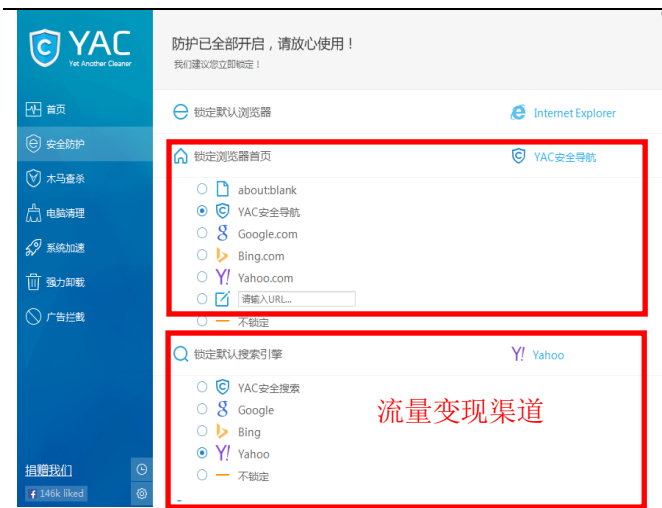 YAC
Yet Another Cleaner
防护已全部开启，请放心使用！
我们建议您立即锁定！
首页
安全防护
木马查杀
电脑清理
系统加速
强力卸载
广告拦截
捐赠我们
146k liked
锁定默认浏览器
Internet Explorer
锁定浏览器首页
YAC安全导航
about:blank
YAC安全导航
Google.com
Bing.com
Yahoo.com
请输入URL...
不锁定
锁定默认搜索引擎
Yahoo
YAC安全搜索
Google
Bing
Yahoo
不锁定
流量变现渠道